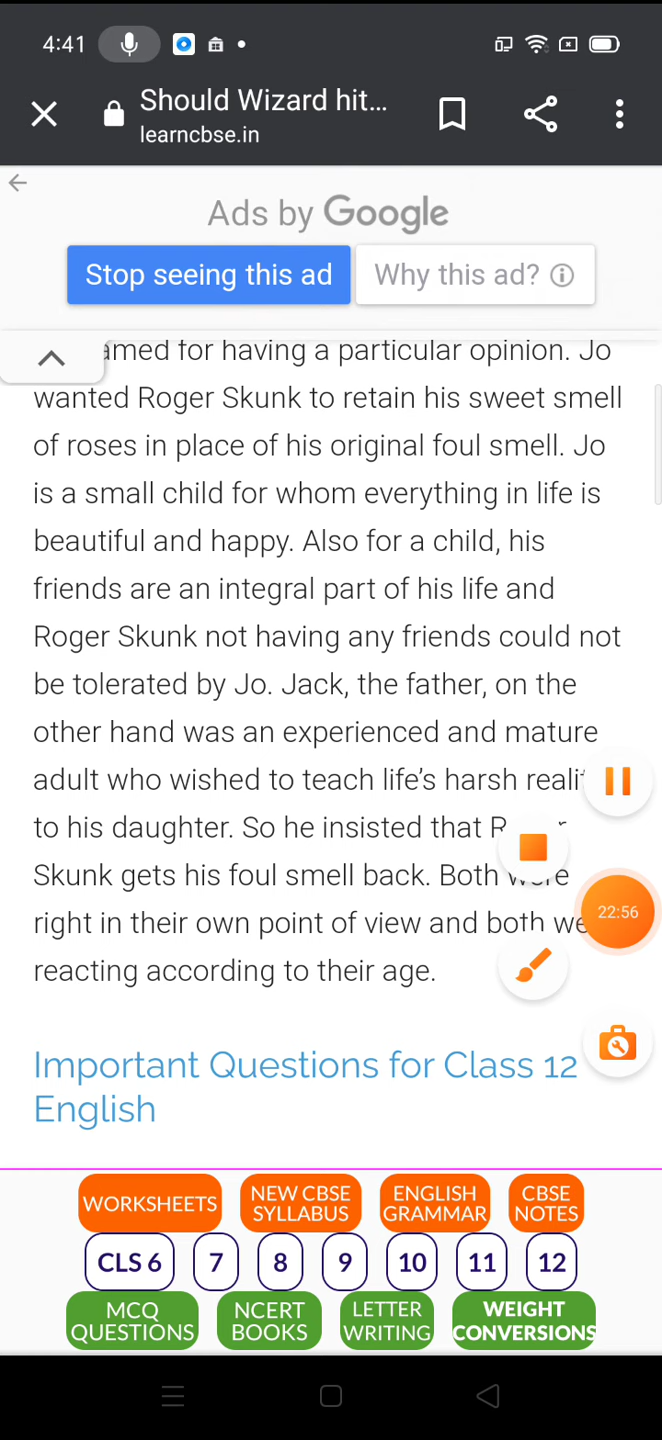 4:41
Should Wizard hit...
learncbse.in
Ads by Google
Stop seeing this ad
Why this ad?
amed for having a particular opinion. Jo
wanted Roger Skunk to retain his sweet smell
of roses in place of his original foul smell. Jo
is a small child for whom everything in life is
beautiful and happy. Also for a child, his
friends are an integral part of his life and
Roger Skunk not having any friends could not
be tolerated by Jo. Jack, the father, on the
other hand was an experienced and mature
adult who wished to teach life's harsh
to his daughter. So he insisted that
Skunk gets his foul smell back. Both
22:56
right in their own point of view and both
reacting according to their age.
Important Questions for Class 12
English
WORKSHEETS
NEW CBSE
SYLLABUS
ENGLISH
GRAMMAR
CBSE
NOTES
CLS 6
7
8
9
10
11
12
MCQ
QUESTIONS
NCERT
BOOKS
LETTER
WRITING
WEIGHT
CONVERSIONS